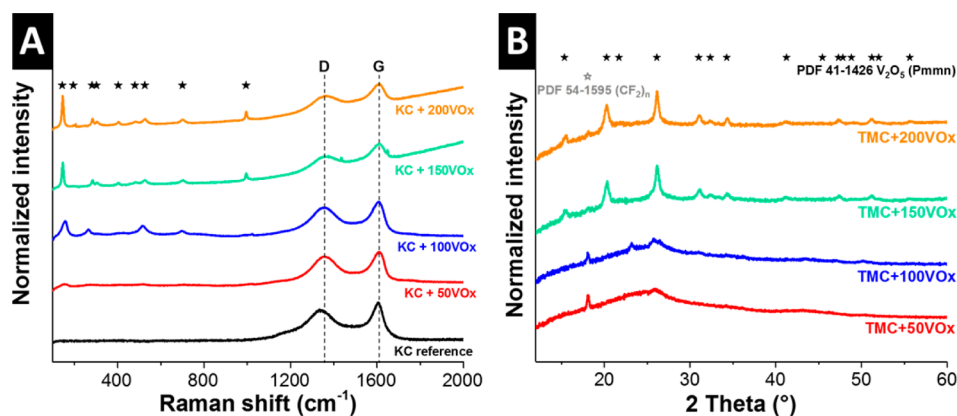 A
D G
KC + 200VOx
KC + 150VOx
KC + 100VOx
KC + 50VOx
KC reference
Normalized intensity
400 800 1200 1600 2000
Raman shift (cm⁻¹)
B
PDF 41-1426 V₂O₅ (Pmmn)
PDF 54-1595 (CF₂)ₙ
TMC+200VOx
TMC+150VOx
TMC+100VOx
TMC+50VOx
Normalized intensity
20 30 40 50 60
2 Theta (°)